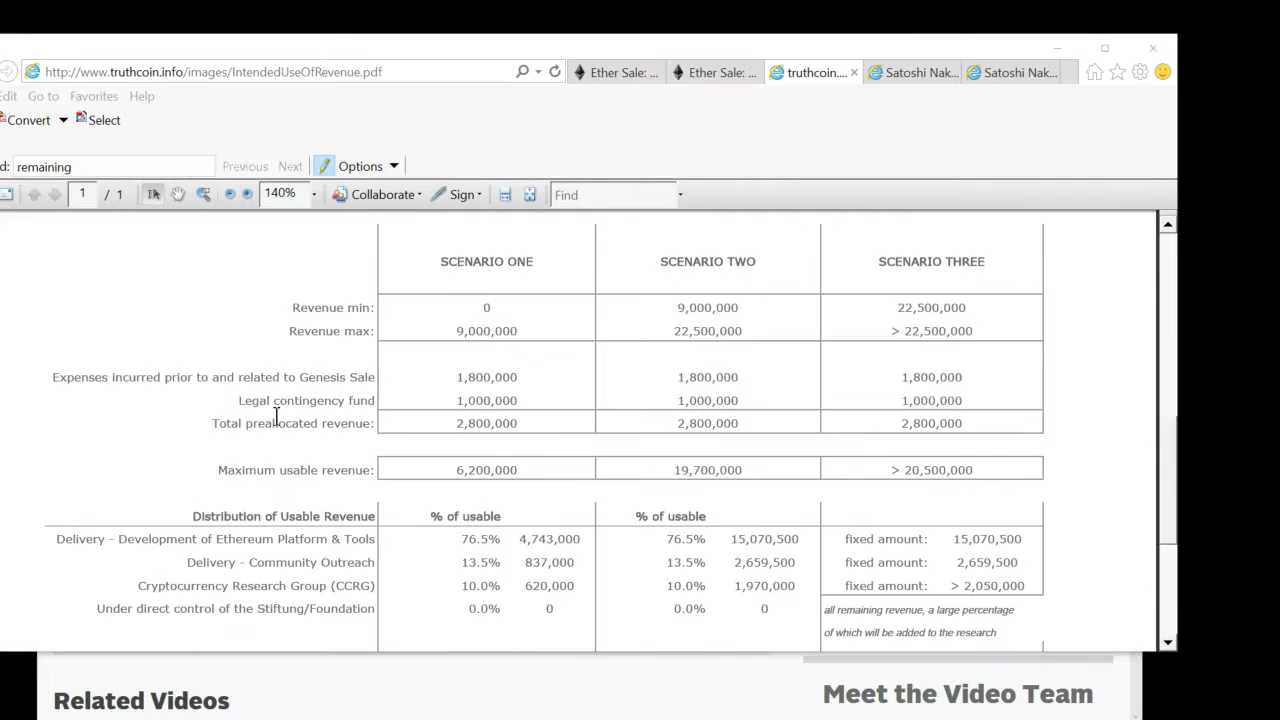 http://www.truthcoin.info/images/IntendedUseOfRevenue.pdf
Ether Sale: ...
Ether Sale: ...
truthcoin....
Satoshi Nak...
Satoshi Nak...
Edit Go to Favorites Help
Convert Select
d: remaining Previous Next Options
1 / 1 140% Collaborate Sign Find
SCENARIO ONE SCENARIO TWO SCENARIO THREE
Revenue min: 0 9,000,000 22,500,000
Revenue max: 9,000,000 22,500,000 > 22,500,000
Expenses incurred prior to and related to Genesis Sale 1,800,000 1,800,000 1,800,000
Legal contingency fund 1,000,000 1,000,000 1,000,000
Total preallocated revenue: 2,800,000 2,800,000 2,800,000
Maximum usable revenue: 6,200,000 19,700,000 > 20,500,000
Distribution of Usable Revenue % of usable % of usable
Delivery - Development of Ethereum Platform & Tools 76.5% 4,743,000 76.5% 15,070,500 fixed amount: 15,070,500
Delivery - Community Outreach 13.5% 837,000 13.5% 2,659,500 fixed amount: 2,659,500
Cryptocurrency Research Group (CCRG) 10.0% 620,000 10.0% 1,970,000 fixed amount: > 2,050,000
Under direct control of the Stiftung/Foundation 0.0% 0 0.0% 0 all remaining revenue, a large percentage
of which will be added to the research
Related Videos
Meet the Video Team